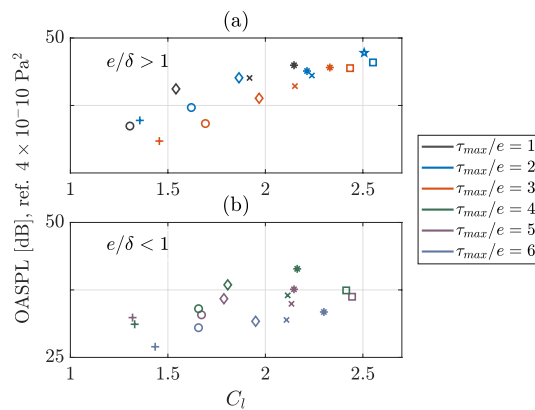 (a)
50
e/δ > 1
1 1.5 2 2.5
(b)
50
e/δ < 1
25
1 1.5 2 2.5
C_l
OASPL [dB], ref. 4 × 10−10 Pa²
τ_max/e = 1
τ_max/e = 2
τ_max/e = 3
τ_max/e = 4
τ_max/e = 5
τ_max/e = 6